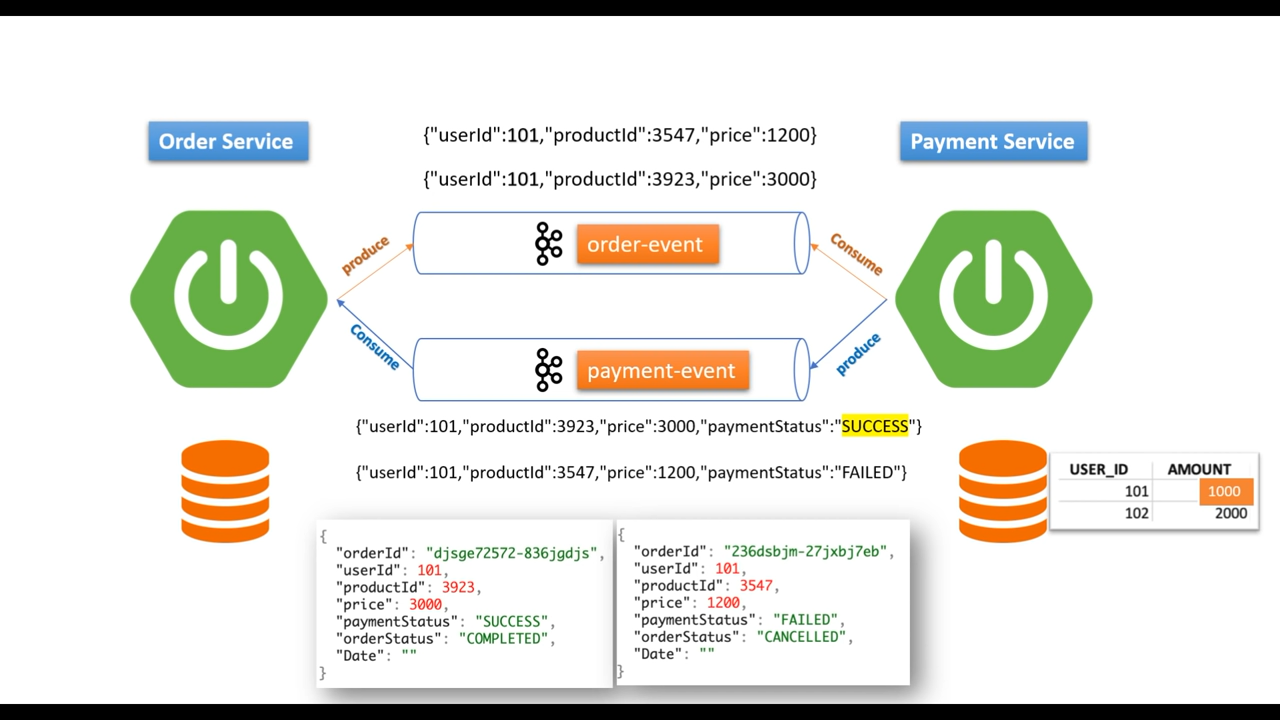 Order Service
{"userId":101,"productId":3547,"price":1200}
Payment Service
{"userId":101,"productId":3923,"price":3000}
produce
order-event
Consume
Consume
payment-event
produce
{"userId":101,"productId":3923,"price":3000,"paymentStatus":"SUCCESS"}
{"userId":101,"productId":3547,"price":1200,"paymentStatus":"FAILED"}
USER_ID AMOUNT
101 1000
102 2000
{
"orderId": "djsge72572-836jgdjs",
"userId": 101,
"productId": 3923,
"price": 3000,
"paymentStatus": "SUCCESS",
"orderStatus": "COMPLETED",
"Date": ""
}
{
"orderId": "236dsbjm-27jxbj7eb",
"userId": 101,
"productId": 3547,
"price": 1200,
"paymentStatus": "FAILED",
"orderStatus": "CANCELLED",
"Date": ""
}